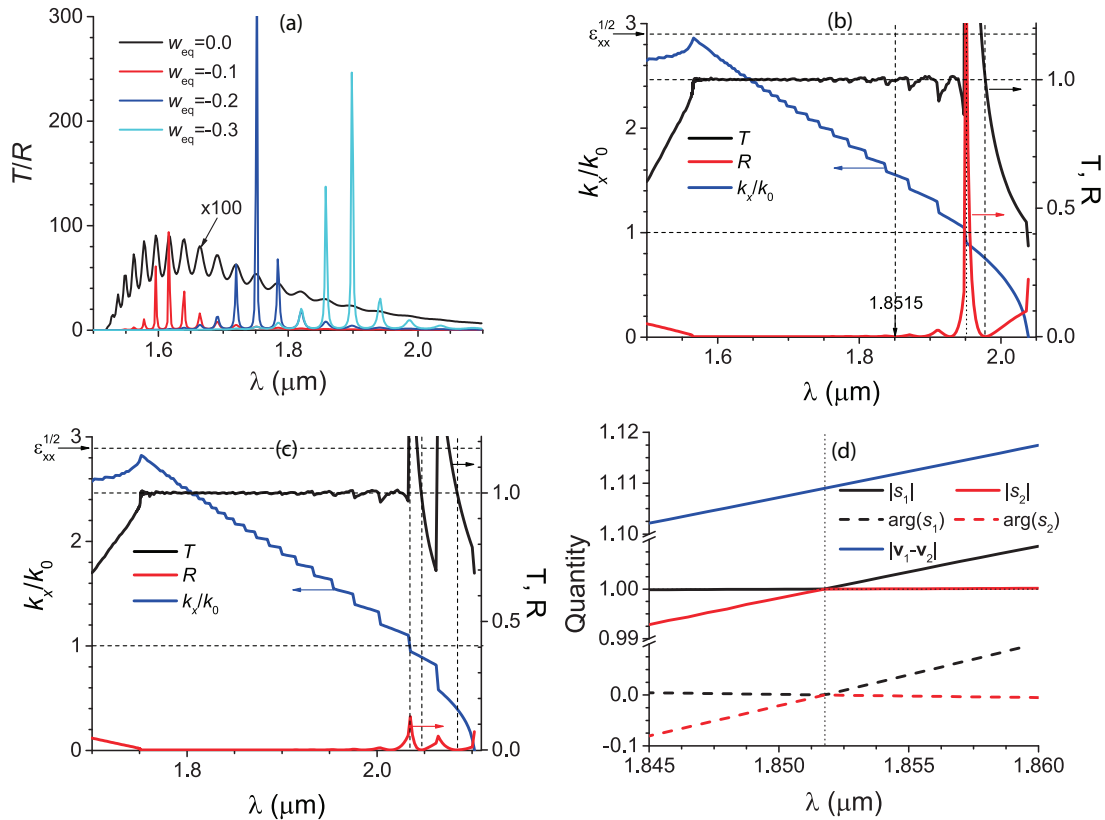 (a)
300
240
180
120
60
0
T/R
w_eq=0.0
w_eq=-0.1
w_eq=-0.2
w_eq=-0.3
x100
1.6
1.8
2.0
λ (μm)
(b)
ε_xx^1/2
3
2
1
0
k_x/k_0
T
R
k_x/k_0
1.8515
1.0
0.5
0.0
T, R
1.6
1.8
2.0
λ (μm)
(c)
ε_xx^1/2
3
2
1
0
k_x/k_0
T
R
k_x/k_0
1.0
0.5
0.0
T, R
1.8
2.0
λ (μm)
(d)
1.12
1.11
1.10
1.00
0.99
0.0
-0.1
Quantity
|s_1| |s_2|
arg(s_1) arg(s_2)
|v_1-v_2|
1.845
1.850
1.855
1.860
λ (μm)